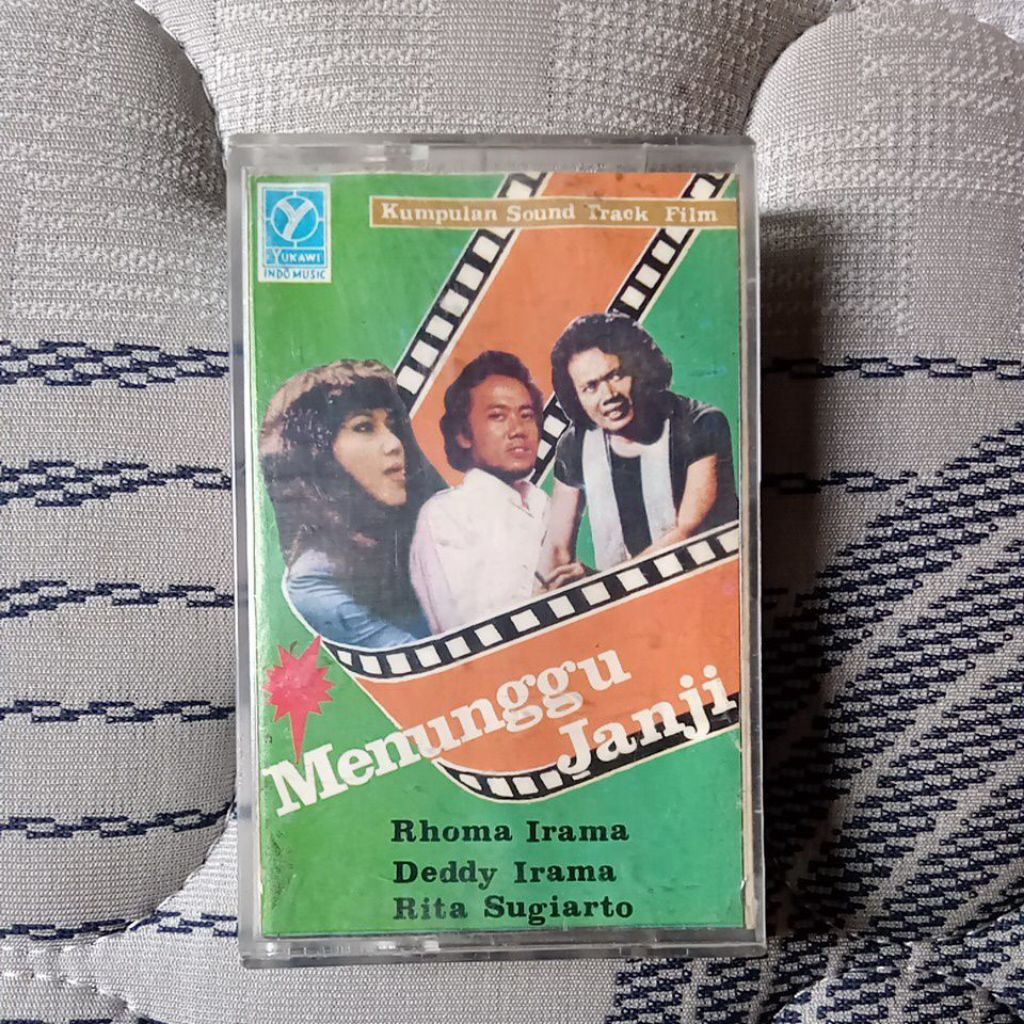 Y
YUKAWI
INDO MUSIC
Kumpulan Sound Track Film
Menunggu
Janji
Rhoma Irama
Deddy Irama
Rita Sugiarto